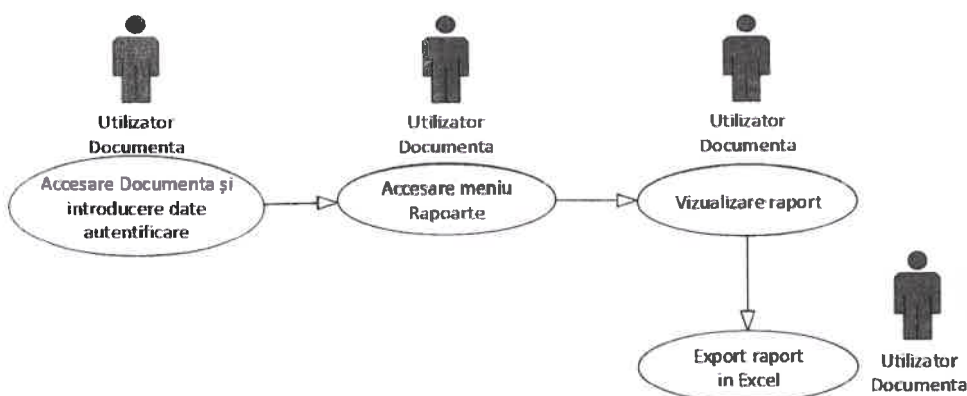 Utilizator
Documenta
Accesare Documenta și
introducere date
autentificare
Utilizator
Documenta
Accesare meniu
Rapoarte
Utilizator
Documenta
Vizualizare raport
Export raport
in Excel
Utilizator
Documenta